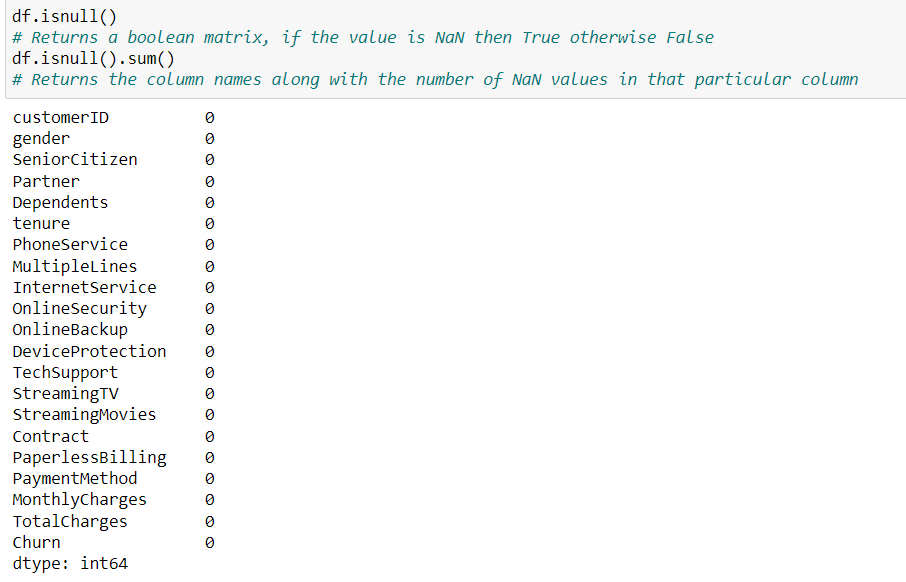 df.isnull()
# Returns a boolean matrix, if the value is NaN then True otherwise False
df.isnull().sum()
# Returns the column names along with the number of NaN values in that particular column
customerID 0
gender 0
SeniorCitizen 0
Partner 0
Dependents 0
tenure 0
PhoneService 0
MultipleLines 0
InternetService 0
OnlineSecurity 0
OnlineBackup 0
DeviceProtection 0
TechSupport 0
StreamingTV 0
StreamingMovies 0
Contract 0
PaperlessBilling 0
PaymentMethod 0
MonthlyCharges 0
TotalCharges 0
Churn 0
dtype: int64